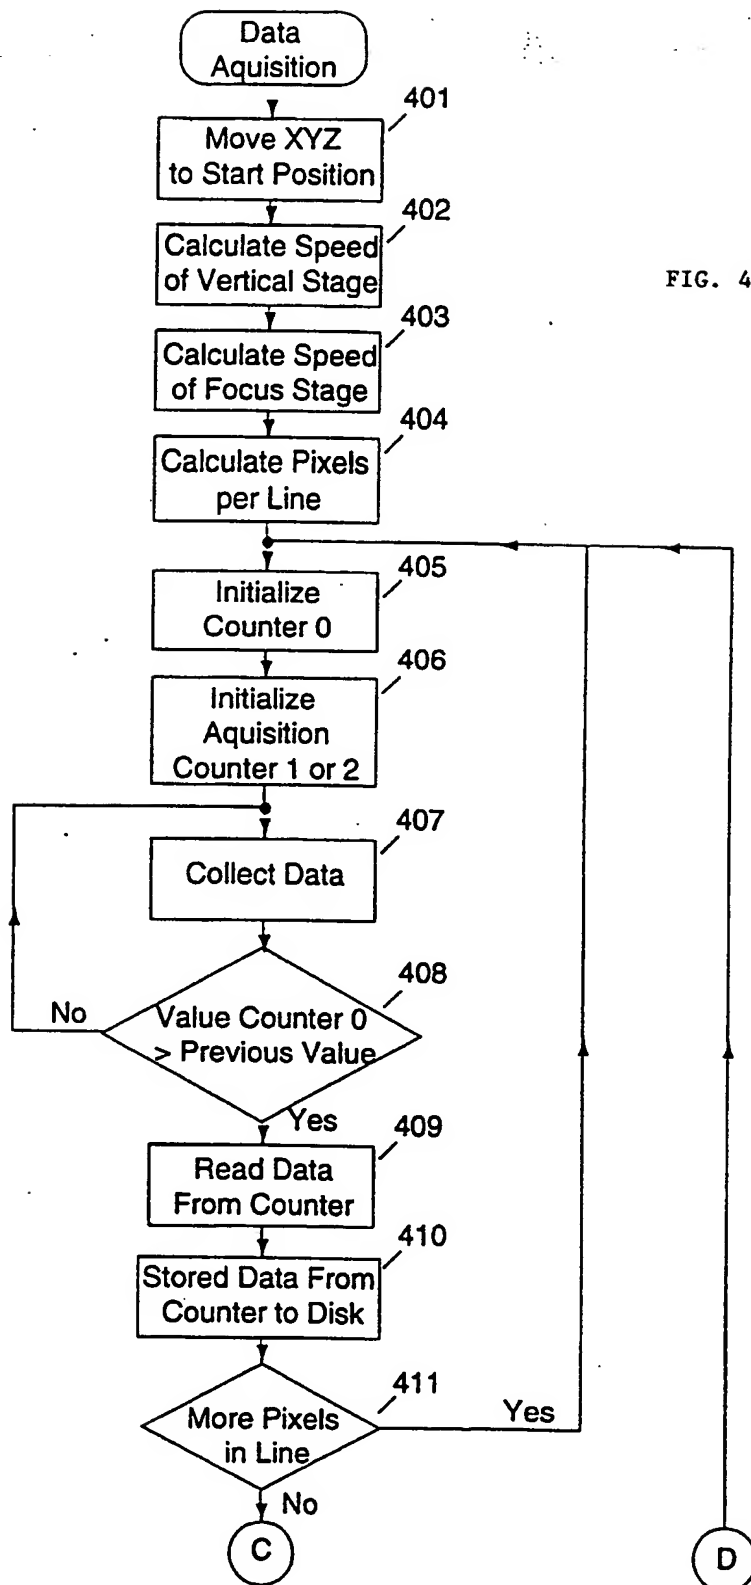 Data
Aquisition
401
Move XYZ
to Start Position
402
Calculate Speed
of Vertical Stage
FIG. 4
403
Calculate Speed
of Focus Stage
404
Calculate Pixels
per Line
405
Initialize
Counter 0
406
Initialize
Aquisition
Counter 1 or 2
407
Collect Data
408
No
Value Counter 0
> Previous Value
Yes
409
Read Data
From Counter
410
Stored Data From
Counter to Disk
411
More Pixels
in Line
Yes
No
C
D